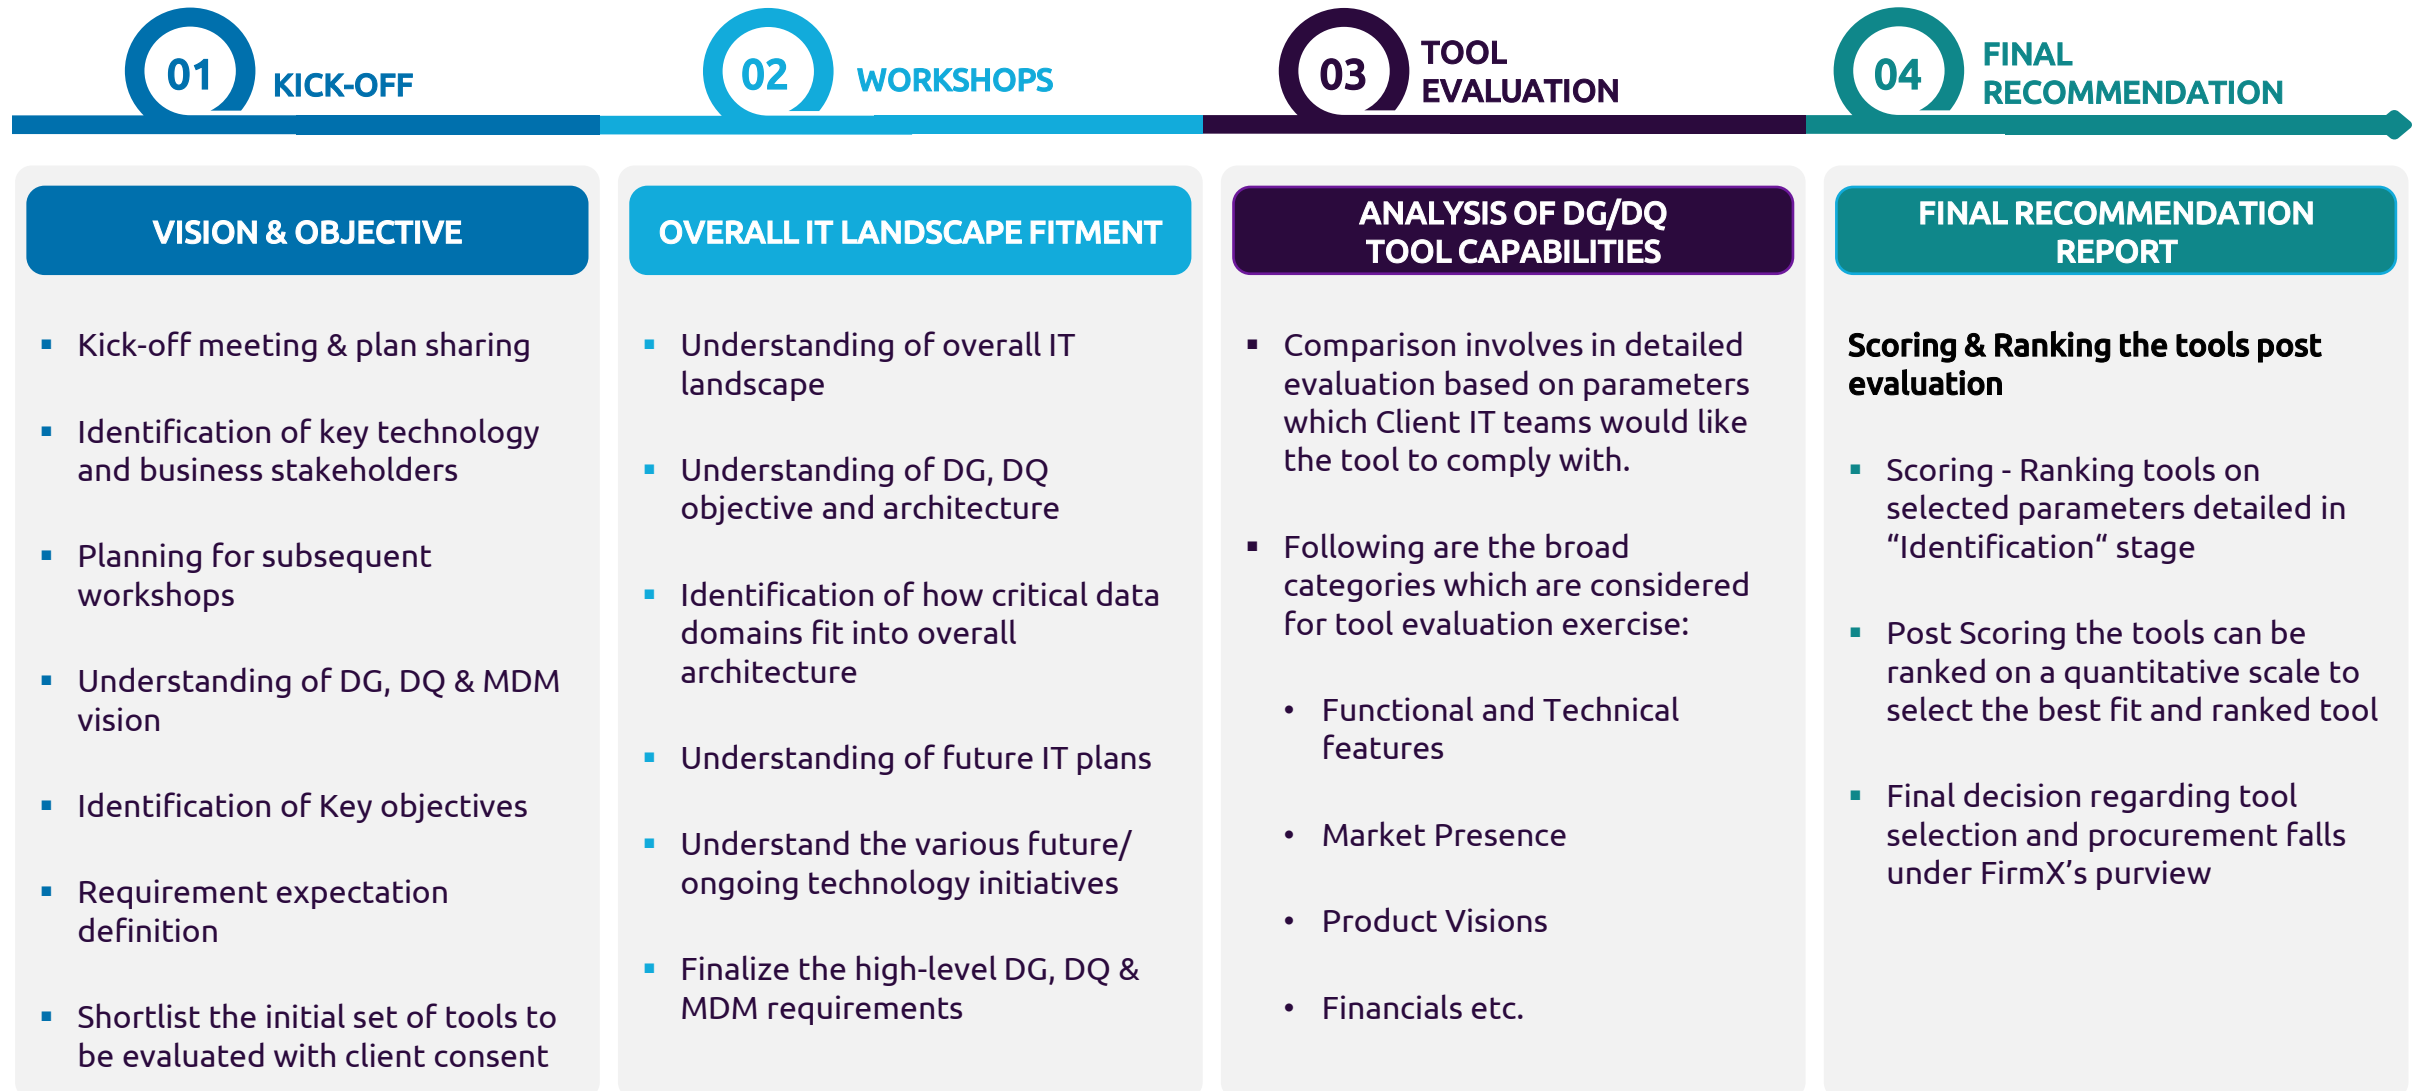 01
KICK-OFF
02
WORKSHOPS
03
TOOL
EVALUATION
04
FINAL
RECOMMENDATION
VISION & OBJECTIVE
▪ Kick-off meeting & plan sharing
▪ Identification of key technology
and business stakeholders
▪ Planning for subsequent
workshops
▪ Understanding of DG, DQ & MDM
vision
▪ Identification of Key objectives
▪ Requirement expectation
definition
▪ Shortlist the initial set of tools to
be evaluated with client consent
OVERALL IT LANDSCAPE FITMENT
▪ Understanding of overall IT
landscape
▪ Understanding of DG, DQ
objective and architecture
▪ Identification of how critical data
domains fit into overall
architecture
▪ Understanding of future IT plans
▪ Understand the various future/
ongoing technology initiatives
▪ Finalize the high-level DG, DQ &
MDM requirements
ANALYSIS OF DG/DQ
TOOL CAPABILITIES
▪ Comparison involves in detailed
evaluation based on parameters
which Client IT teams would like
the tool to comply with.
▪ Following are the broad
categories which are considered
for tool evaluation exercise:
• Functional and Technical
features
• Market Presence
• Product Visions
• Financials etc.
FINAL RECOMMENDATION
REPORT
Scoring & Ranking the tools post
evaluation
▪ Scoring - Ranking tools on
selected parameters detailed in
“Identification“ stage
▪ Post Scoring the tools can be
ranked on a quantitative scale to
select the best fit and ranked tool
▪ Final decision regarding tool
selection and procurement falls
under FirmX’s purview